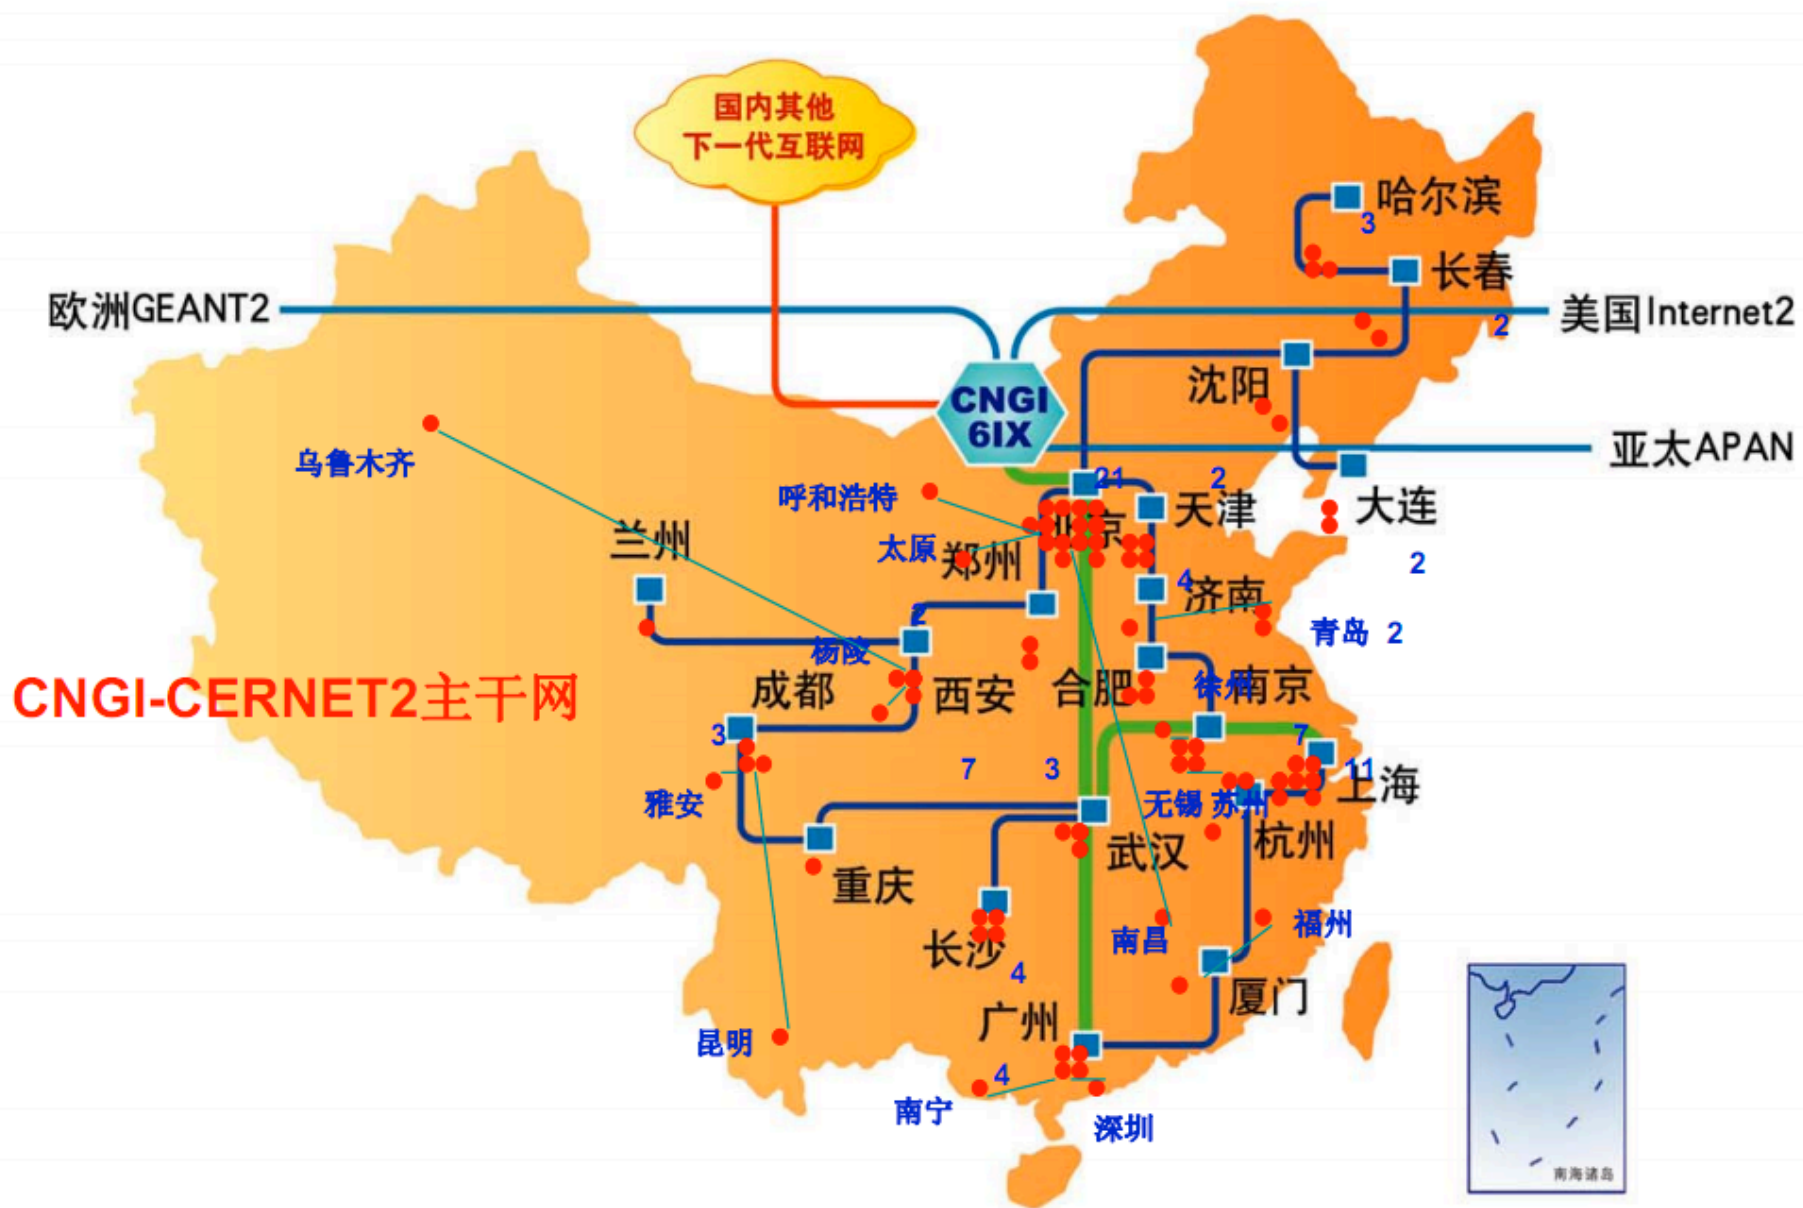 国内其他
下一代互联网
哈尔滨
3
长春
欧洲GEANT2
美国Internet2
2
沈阳
CNGI
6IX
亚太APAN
乌鲁木齐
呼和浩特
21
2
天津
大连
北京
兰州
太原
郑州
2
4
济南
2
青岛 2
杨陵
CNGI-CERNET2主干网
成都
西安
合肥
徐州
南京
3
7
3
7
11
上海
雅安
无锡 苏州
杭州
武汉
重庆
长沙
4
南昌
福州
厦门
广州
昆明
4
南宁
深圳
南海诸岛